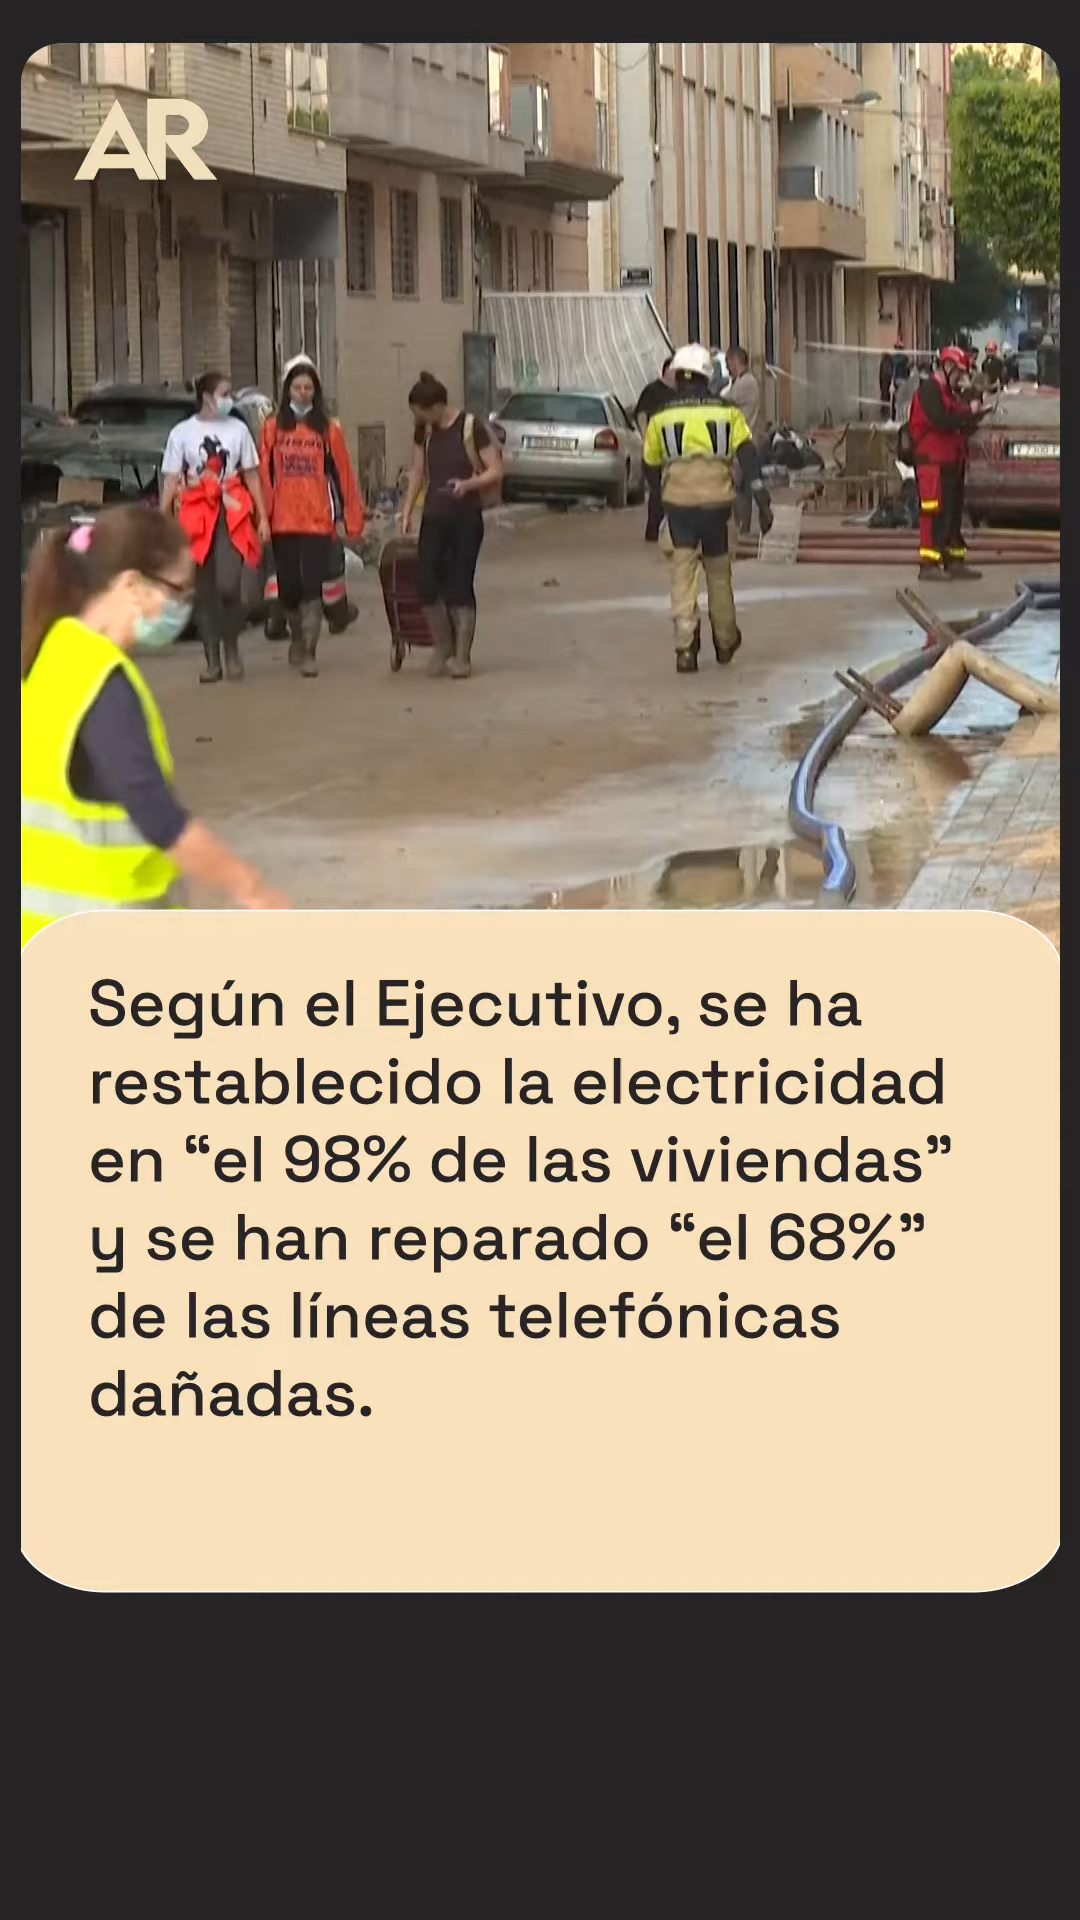 AR
Según el Ejecutivo, se ha
restablecido la electricidad
en “el 98% de las viviendas”
y se han reparado “el 68%”
de las líneas telefónicas
dañadas.